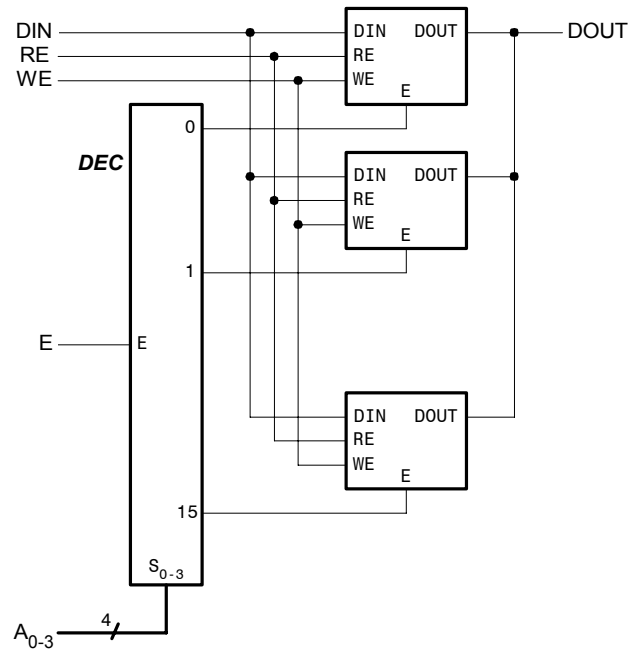 DIN DIN DOUT DOUT
RE RE
WE WE
E
0
DEC
DIN DOUT
RE
WE
E
1
E E
DIN DOUT
RE
WE
E
15
S0-3
4
A0-3